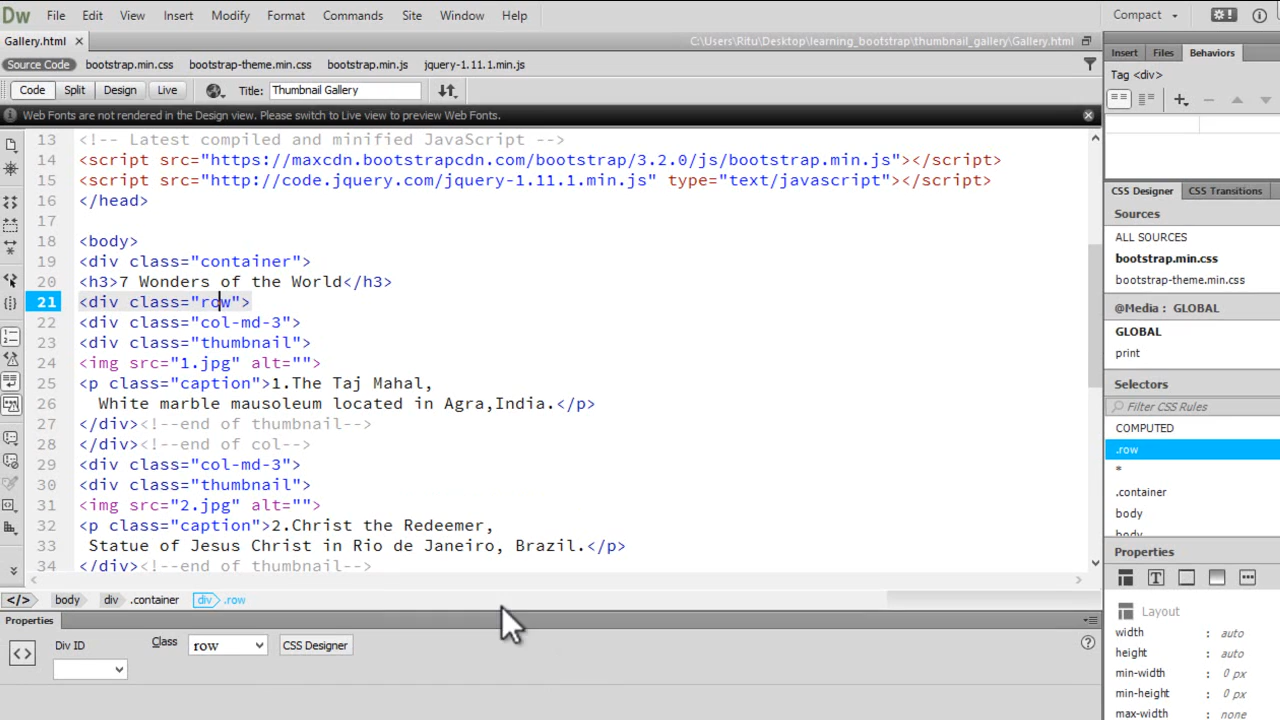 Dw File Edit View Insert Modify Format Commands Site Window Help Compact
Gallery.html × C:\Users\Ritu\Desktop\learning_bootstrap\thumbnail_gallery\Gallery.html
Source Code bootstrap.min.css bootstrap-theme.min.css bootstrap.min.js jquery-1.11.1.min.js
Code Split Design Live Title: Thumbnail Gallery
Web Fonts are not rendered in the Design view. Please switch to Live view to preview Web Fonts.
13 <!-- Latest compiled and minified JavaScript -->
14 <script src="https://maxcdn.bootstrapcdn.com/bootstrap/3.2.0/js/bootstrap.min.js"></script>
15 <script src="http://code.jquery.com/jquery-1.11.1.min.js" type="text/javascript"></script>
16 </head>
17
18 <body>
19 <div class="container">
20 <h3>7 Wonders of the World</h3>
21 <div class="row">
22 <div class="col-md-3">
23 <div class="thumbnail">
24 <img src="1.jpg" alt="">
25 <p class="caption">1.The Taj Mahal,
26 White marble mausoleum located in Agra,India.</p>
27 </div><!--end of thumbnail-->
28 </div><!--end of col-->
29 <div class="col-md-3">
30 <div class="thumbnail">
31 <img src="2.jpg" alt="">
32 <p class="caption">2.Christ the Redeemer,
33 Statue of Jesus Christ in Rio de Janeiro, Brazil.</p>
34 </div><!--end of thumbnail-->
</> body div .container div .row
Properties
Div ID Class row CSS Designer
Insert Files Behaviors
Tag <div>
CSS Designer CSS Transitions
Sources
ALL SOURCES
bootstrap.min.css
bootstrap-theme.min.css
@Media : GLOBAL
GLOBAL
print
Selectors
Filter CSS Rules
COMPUTED
.row
*
.container
body
body
Properties
Layout
width : auto
height : auto
min-width : 0 px
min-height : 0 px
max-width : none